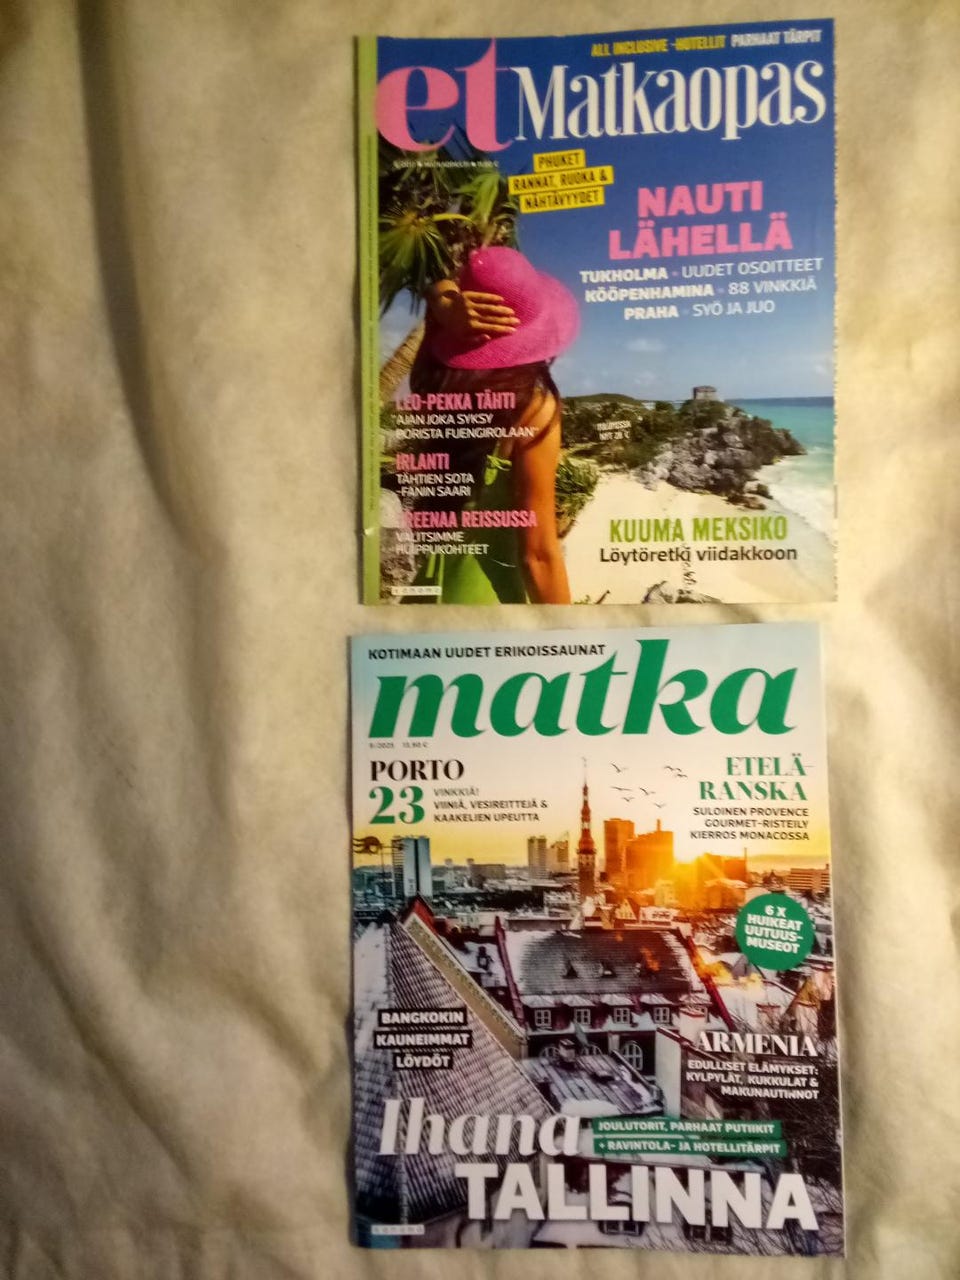 ALL INCLUSIVE -HOTELLIT PARHAAT TÄRPIT
et Matkaopas
PHUKET
RANNAT, RUOKA &
NÄHTÄVYYDET
NAUTI
LÄHELLÄ
TUKHOLMA • UUDET OSOITTEET
KÖÖPENHAMINA • 88 VINKKIÄ
PRAHA • SYÖ JA JUO
LEO-PEKKA TÄHTI
"AJAN JOKA SYKSY
PORISTA FUENGIROLAAN"
IRLANTI
TÄHTIEN SOTA
-FANIN SAARI
REISSUSSA
VALITSIMME
HUIPPUKOHTEET
KUUMA MEKSIKO
Löytöretki viidakkoon
sanoma
KOTIMAAN UUDET ERIKOISSAUNAT
matka
PORTO
23 VINKKIÄ!
VIINIÄ, VESIREITTEJÄ &
KAAKELIEN UPEUTTA
ETELÄ-
RANSKA
SULOINEN PROVENCE
GOURMET-RISTEILY
KIERROS MONACOSSA
6 X
HUIKEAT
UUTUUS-
MUSEOT
BANGKOKIN
KAUNEIMMAT
LÖYDÖT
ARMENIA
EDULLISET ELÄMYKSET:
KYLPYLÄT, KUKKULAT &
MAKUNAUTINNOT
Ihana
JOULUTORIT, PARHAAT PUTIIKIT
+ RAVINTOLA- JA HOTELLITÄRPIT
TALLINNA
sanoma